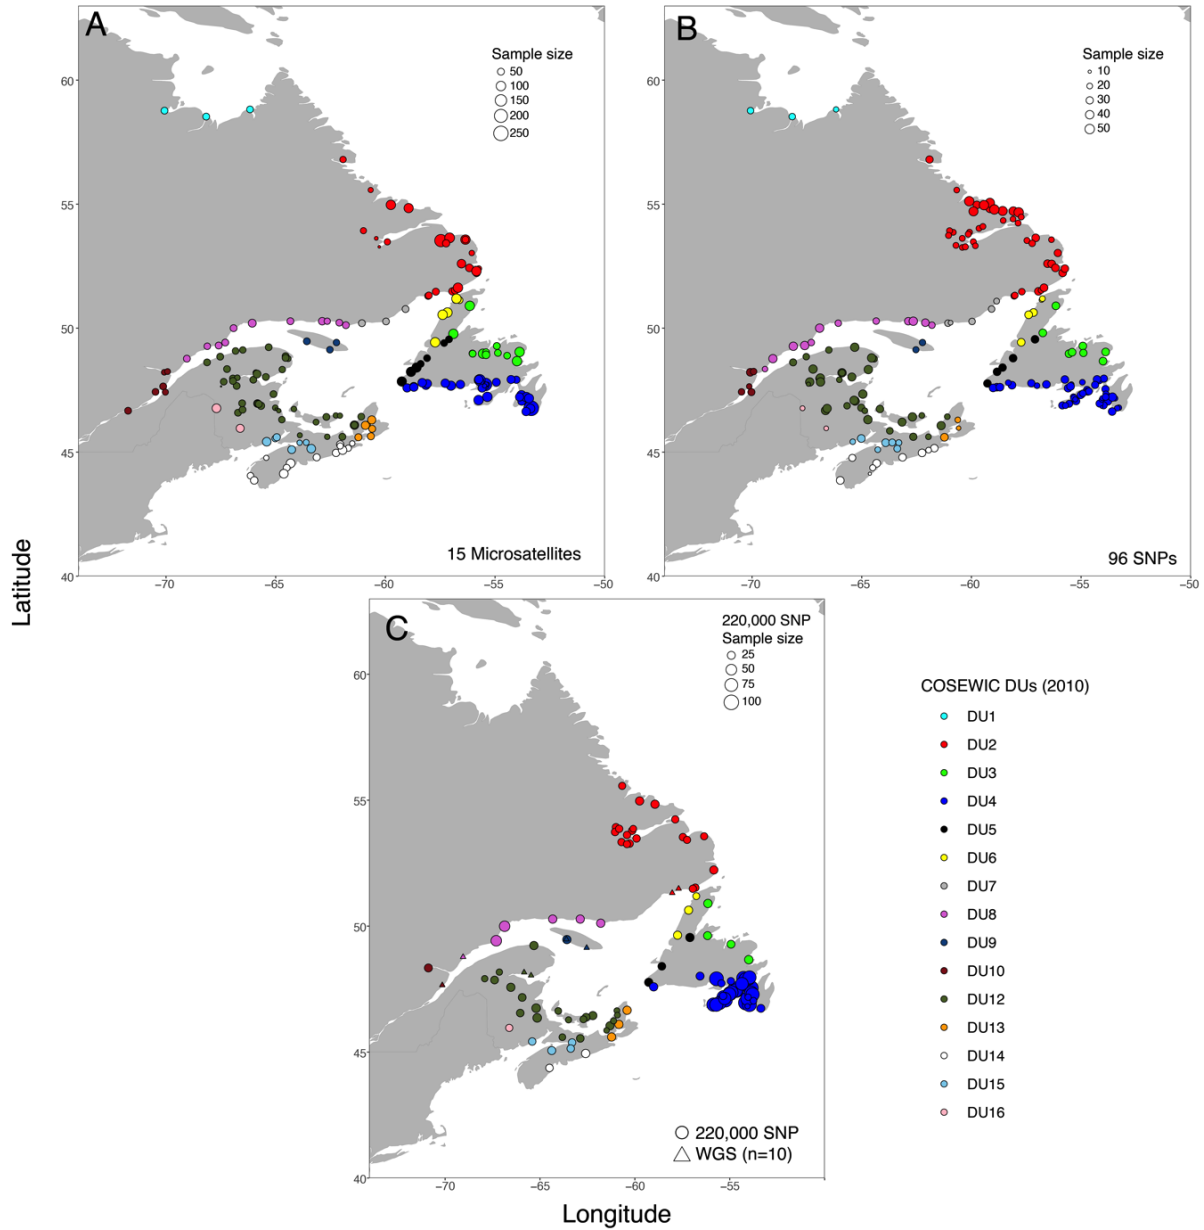 A
Sample size
50
100
150
200
250
60
55
50
45
40
−70
−65
−60
−55
−50
15 Microsatellites
B
Sample size
10
20
30
40
50
60
55
50
45
40
−70
−65
−60
−55
−50
96 SNPs
Latitude
C
220,000 SNP
Sample size
25
50
75
100
60
55
50
45
40
−70
−65
−60
−55
220,000 SNP
WGS (n=10)
Longitude
COSEWIC DUs (2010)
DU1
DU2
DU3
DU4
DU5
DU6
DU7
DU8
DU9
DU10
DU12
DU13
DU14
DU15
DU16